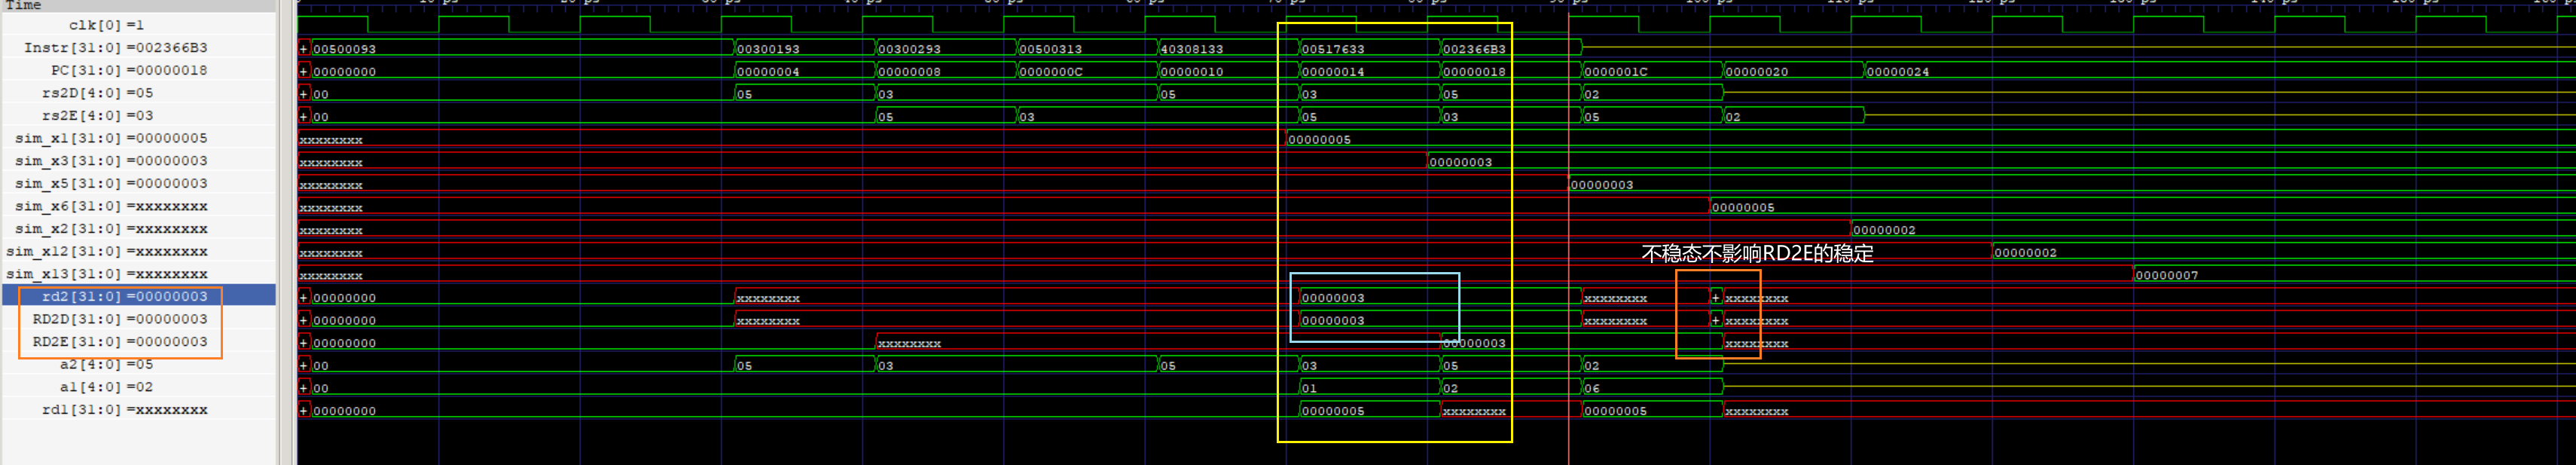 Time
clk[0] =1
Instr[31:0] =002366B3 + 00500093 00300193 00300293 00500313 40308133 00517633 002366B3
PC[31:0] =00000018 + 00000000 00000004 00000008 0000000C 00000010 00000014 00000018 0000001C 00000020 00000024
rs2D[4:0] =05 + 00 05 03 05 03 05 02
rs2E[4:0] =03 + 00 05 03 05 03 05 02
sim_x1[31:0] =00000005 xxxxxxxx 00000005
sim_x3[31:0] =00000003 xxxxxxxx 00000003
sim_x5[31:0] =00000003 xxxxxxxx 00000003
sim_x6[31:0] =xxxxxxxx xxxxxxxx 00000005
sim_x2[31:0] =xxxxxxxx xxxxxxxx 00000002
不稳态不影响RD2E的稳定
sim_x12[31:0] =xxxxxxxx xxxxxxxx 00000002
sim_x13[31:0] =xxxxxxxx xxxxxxxx 00000007
rd2[31:0] =00000003 + 00000000 xxxxxxxx 00000003 xxxxxxxx + xxxxxxxx
RD2D[31:0] =00000003 + 00000000 xxxxxxxx 00000003 xxxxxxxx + xxxxxxxx
RD2E[31:0] =00000003 + 00000000 xxxxxxxx 00000003 xxxxxxxx
a2[4:0] =05 + 00 05 03 05 03 05 02
a1[4:0] =02 + 00 01 02 06
rd1[31:0] =xxxxxxxx + 00000000 00000005 xxxxxxxx 00000005 xxxxxxxx